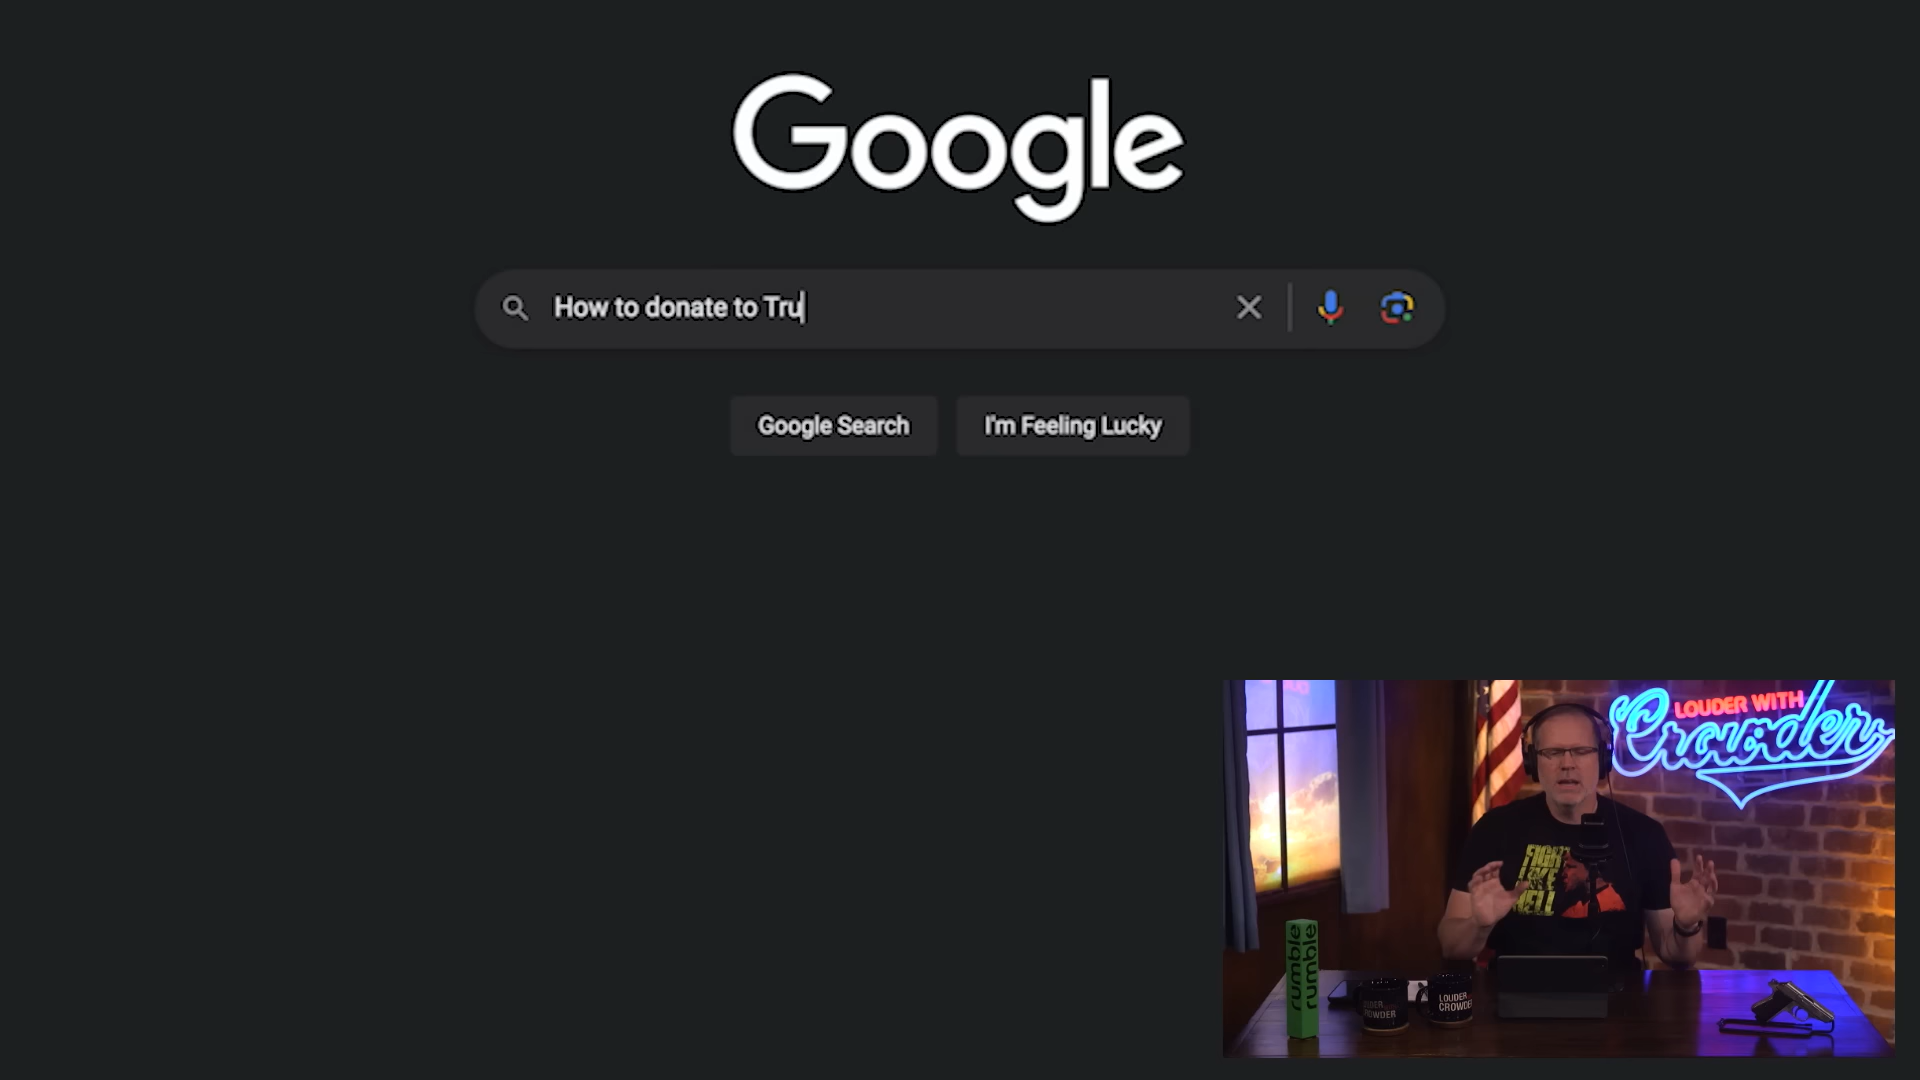 Google
How to donate to Tru
Google Search
I'm Feeling Lucky
LOUDER WITH
Crowder
FIGHT
LIKE
HELL
rumble
rumble
LOUDER
CROWDER